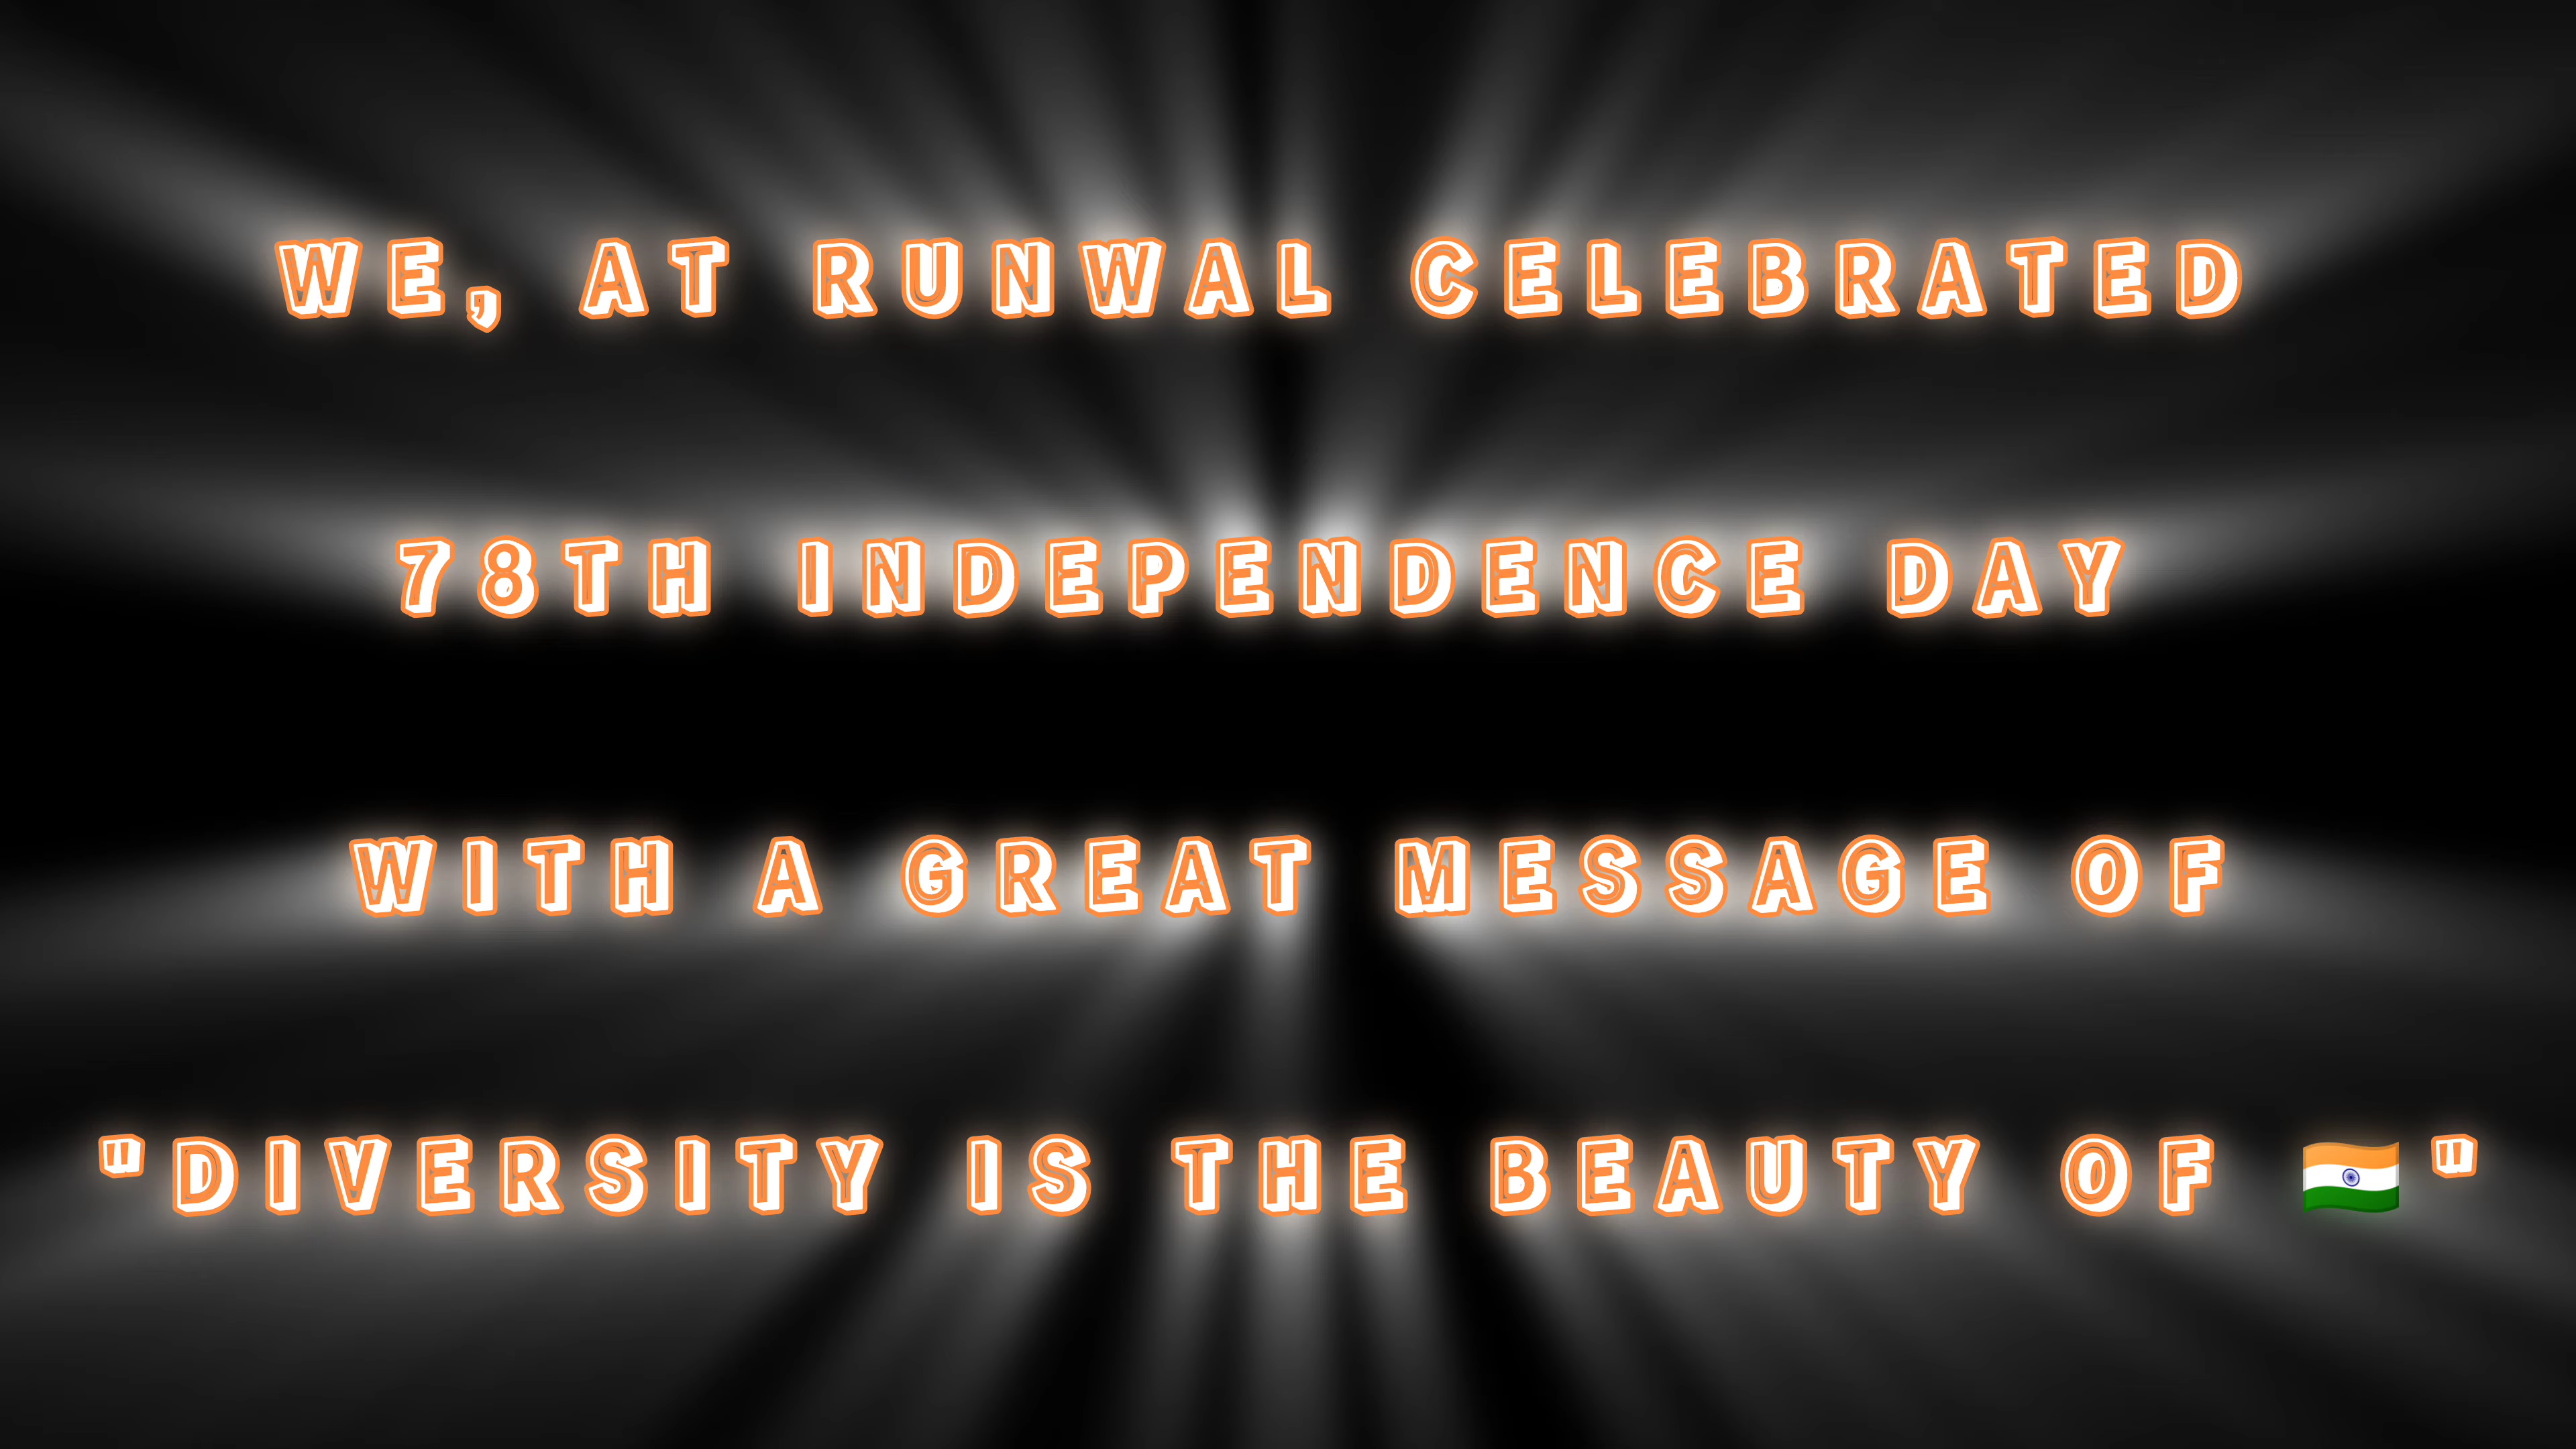 WE, AT RUNWAL CELEBRATED
78TH INDEPENDENCE DAY
WITH A GREAT MESSAGE OF
"DIVERSITY IS THE BEAUTY OF 🇮🇳"